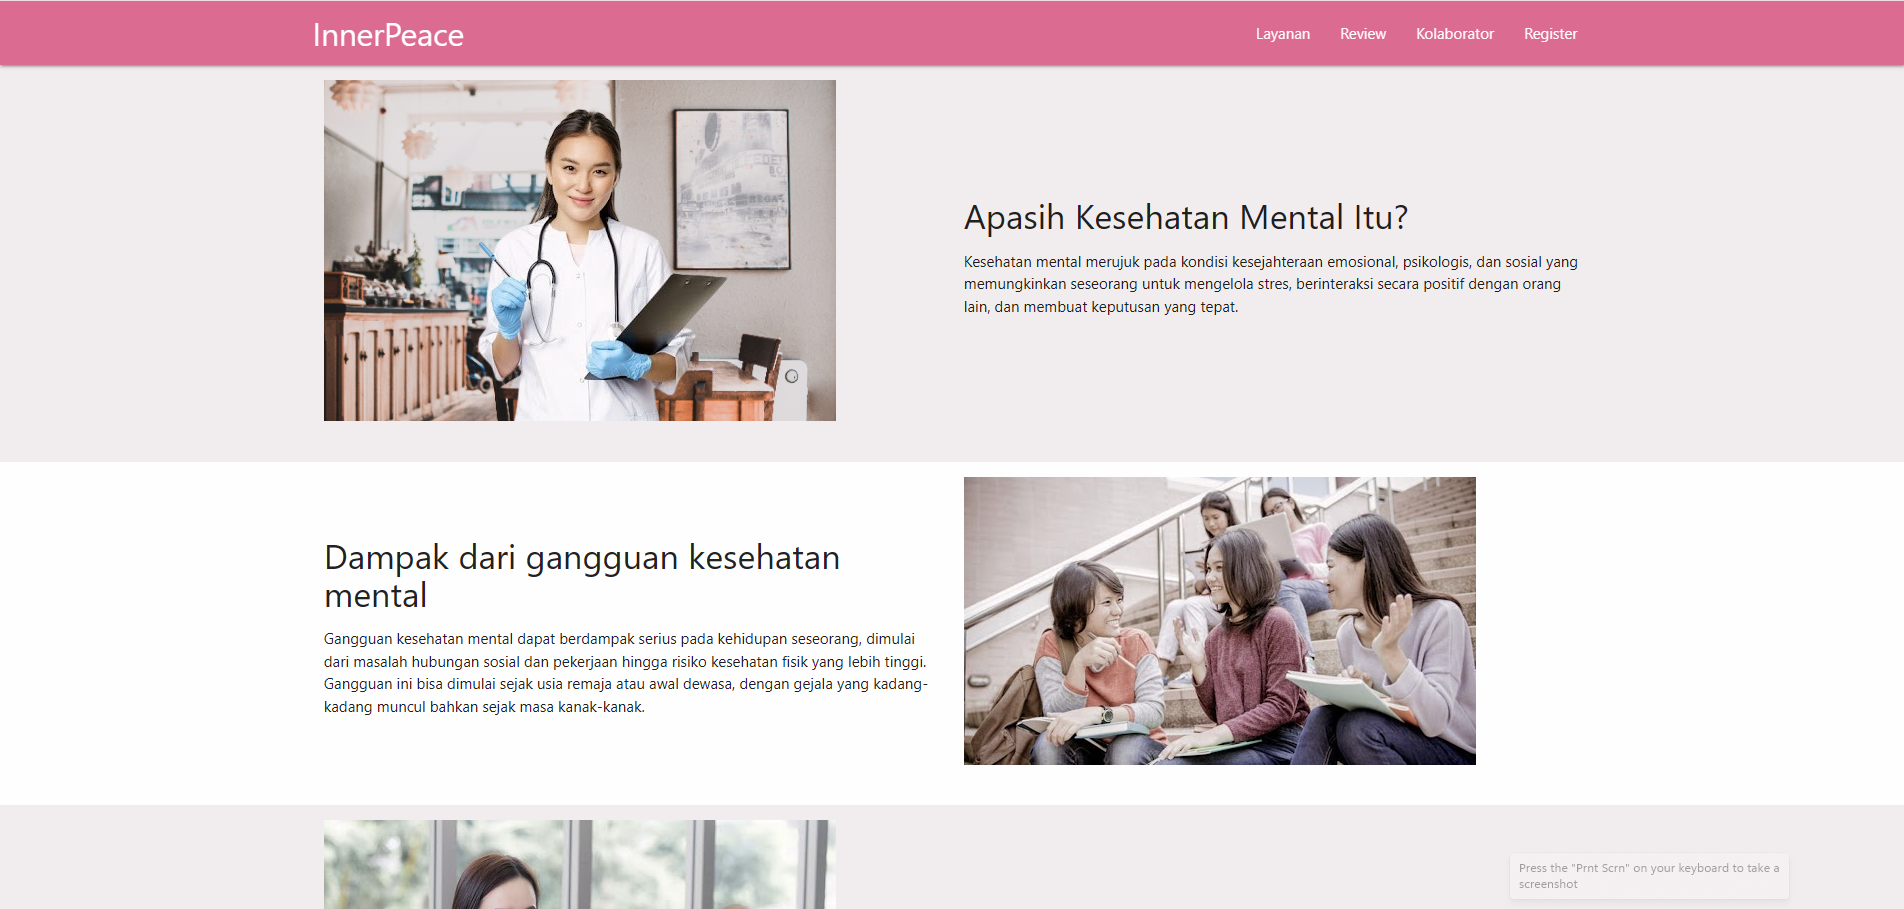 InnerPeace
Layanan
Review
Kolaborator
Register
Apasih Kesehatan Mental Itu?
Kesehatan mental merujuk pada kondisi kesejahteraan emosional, psikologis, dan sosial yang
memungkinkan seseorang untuk mengelola stres, berinteraksi secara positif dengan orang
lain, dan membuat keputusan yang tepat.
Dampak dari gangguan kesehatan
mental
Gangguan kesehatan mental dapat berdampak serius pada kehidupan seseorang, dimulai
dari masalah hubungan sosial dan pekerjaan hingga risiko kesehatan fisik yang lebih tinggi.
Gangguan ini bisa dimulai sejak usia remaja atau awal dewasa, dengan gejala yang kadang-
kadang muncul bahkan sejak masa kanak-kanak.
Press the "Prnt Scrn" on your keyboard to take a
screenshot